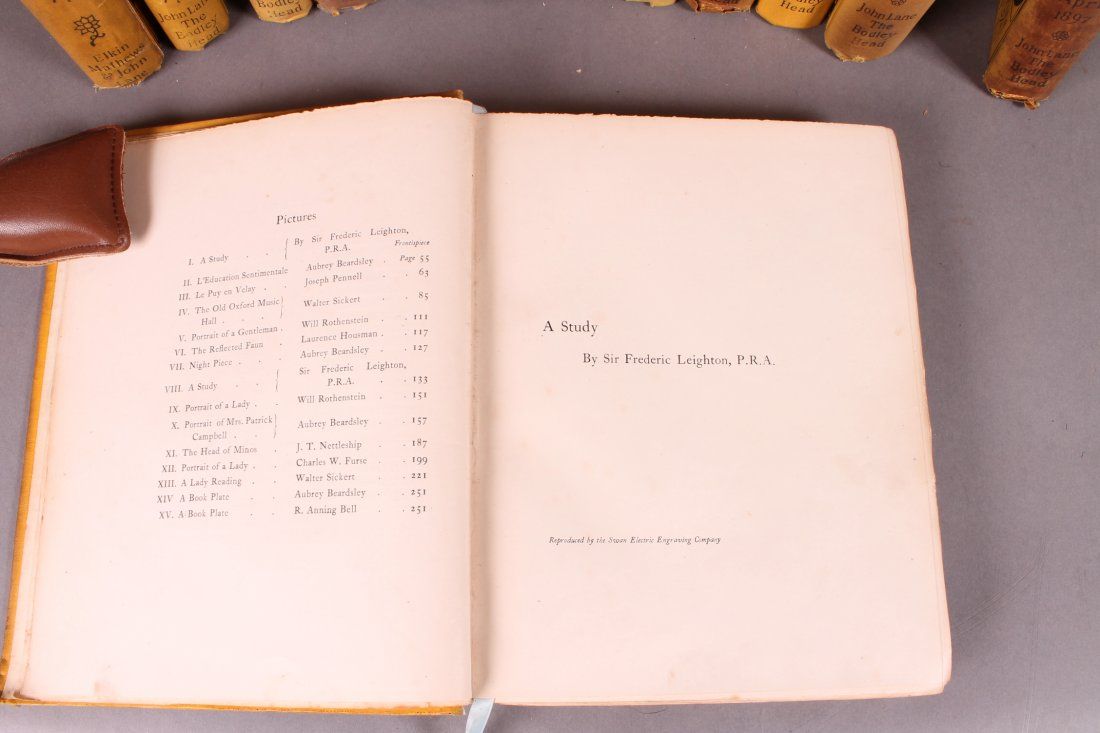 Elkin
Mathews
& John
Lane
John Lane
The
Bodley
Head
Bodley
Head
Bodley
Head
John Lane
The
Bodley
Head
April
1897
John Lane
The
Bodley
Head
Pictures
I. A Study . . { By Sir Frederic Leighton,
P.R.A. Frontispiece
II. L'Education Sentimentale Aubrey Beardsley . Page 55
III. Le Puy en Velay . . Joseph Pennell . . 63
IV. The Old Oxford Music }
Hall . . . Walter Sickert . . 85
V. Portrait of a Gentleman . Will Rothenstein . . 111
VI. The Reflected Faun . Laurence Housman . . 117
VII. Night Piece . . . Aubrey Beardsley . . 127
VIII. A Study . . { Sir Frederic Leighton,
P.R.A. . . 133
IX. Portrait of a Lady . . Will Rothenstein . . 151
X. Portrait of Mrs. Patrick }
Campbell . . Aubrey Beardsley . . 157
XI. The Head of Minos . J. T. Nettleship . . 187
XII. Portrait of a Lady . . Charles W. Furse . . 199
XIII. A Lady Reading . . Walter Sickert . . 221
XIV A Book Plate . . Aubrey Beardsley . . 251
XV. A Book Plate . . R. Anning Bell . . 251
A Study
By Sir Frederic Leighton, P.R.A.
Reproduced by the Swan Electric Engraving Company